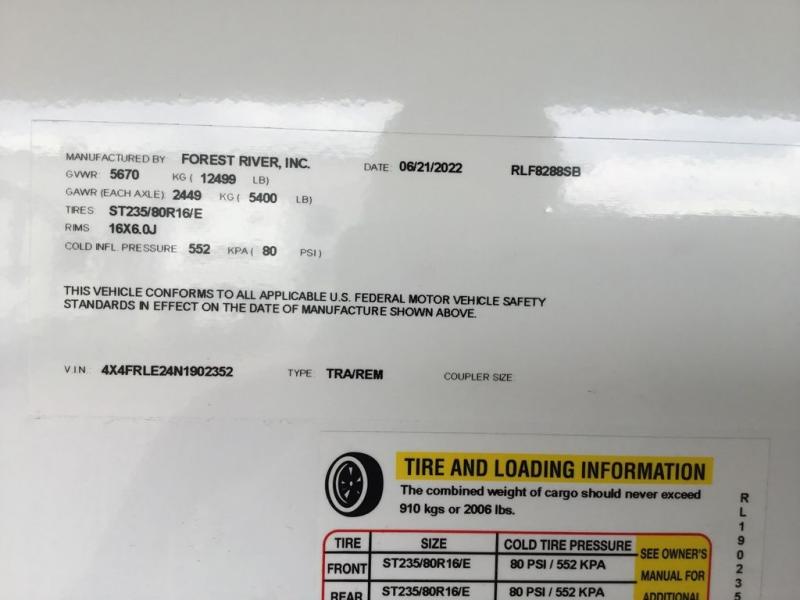 MANUFACTURED BY FOREST RIVER, INC. DATE 06/21/2022 RLF8288SB
GVWR 5670 KG ( 12499 LB)
GAWR (EACH AXLE) 2449 KG ( 5400 LB)
TIRES ST235/80R16/E
RIMS 16X6.0J
COLD INFL. PRESSURE 552 KPA ( 80 PSI )
THIS VEHICLE CONFORMS TO ALL APPLICABLE U.S. FEDERAL MOTOR VEHICLE SAFETY
STANDARDS IN EFFECT ON THE DATE OF MANUFACTURE SHOWN ABOVE.
V.I.N. 4X4FRLE24N1902352 TYPE TRA/REM COUPLER SIZE
TIRE AND LOADING INFORMATION
The combined weight of cargo should never exceed
910 kgs or 2006 lbs.
TIRE SIZE COLD TIRE PRESSURE SEE OWNER'S
FRONT ST235/80R16/E 80 PSI / 552 KPA MANUAL FOR
REAR ST235/80R16/E 80 PSI / 552 KPA ADDITIONAL
RL190235